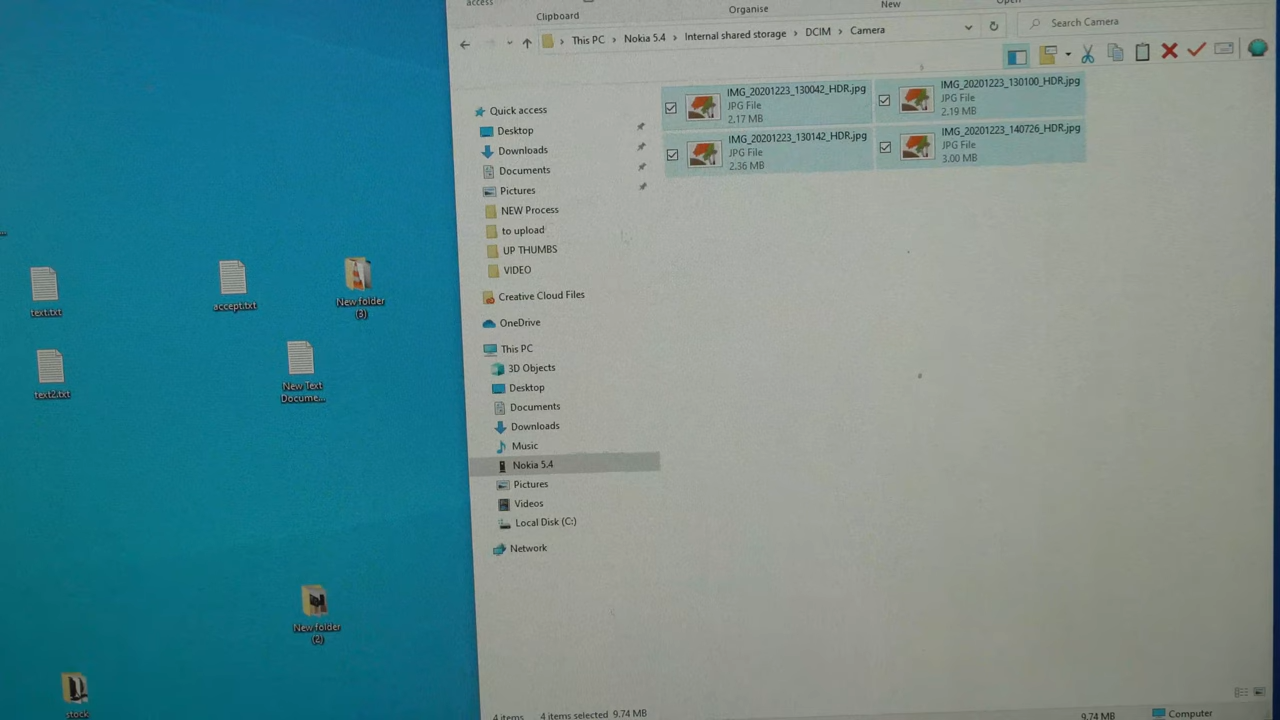 access
Clipboard
Organise
New
Open
This PC > Nokia 5.4 > Internal shared storage > DCIM > Camera
Search Camera
Quick access
Desktop
Downloads
Documents
Pictures
NEW Process
to upload
UP THUMBS
VIDEO
Creative Cloud Files
OneDrive
This PC
3D Objects
Desktop
Documents
Downloads
Music
Nokia 5.4
Pictures
Videos
Local Disk (C:)
Network
IMG_20201223_130042_HDR.jpg
JPG File
2.17 MB
IMG_20201223_130100_HDR.jpg
JPG File
2.19 MB
IMG_20201223_130142_HDR.jpg
JPG File
2.36 MB
IMG_20201223_140726_HDR.jpg
JPG File
3.00 MB
text.txt
accept.txt
New folder
(3)
text2.txt
New Text
Docume...
New folder
(2)
stock
4 items
4 items selected 9.74 MB
9.74 MB
Computer